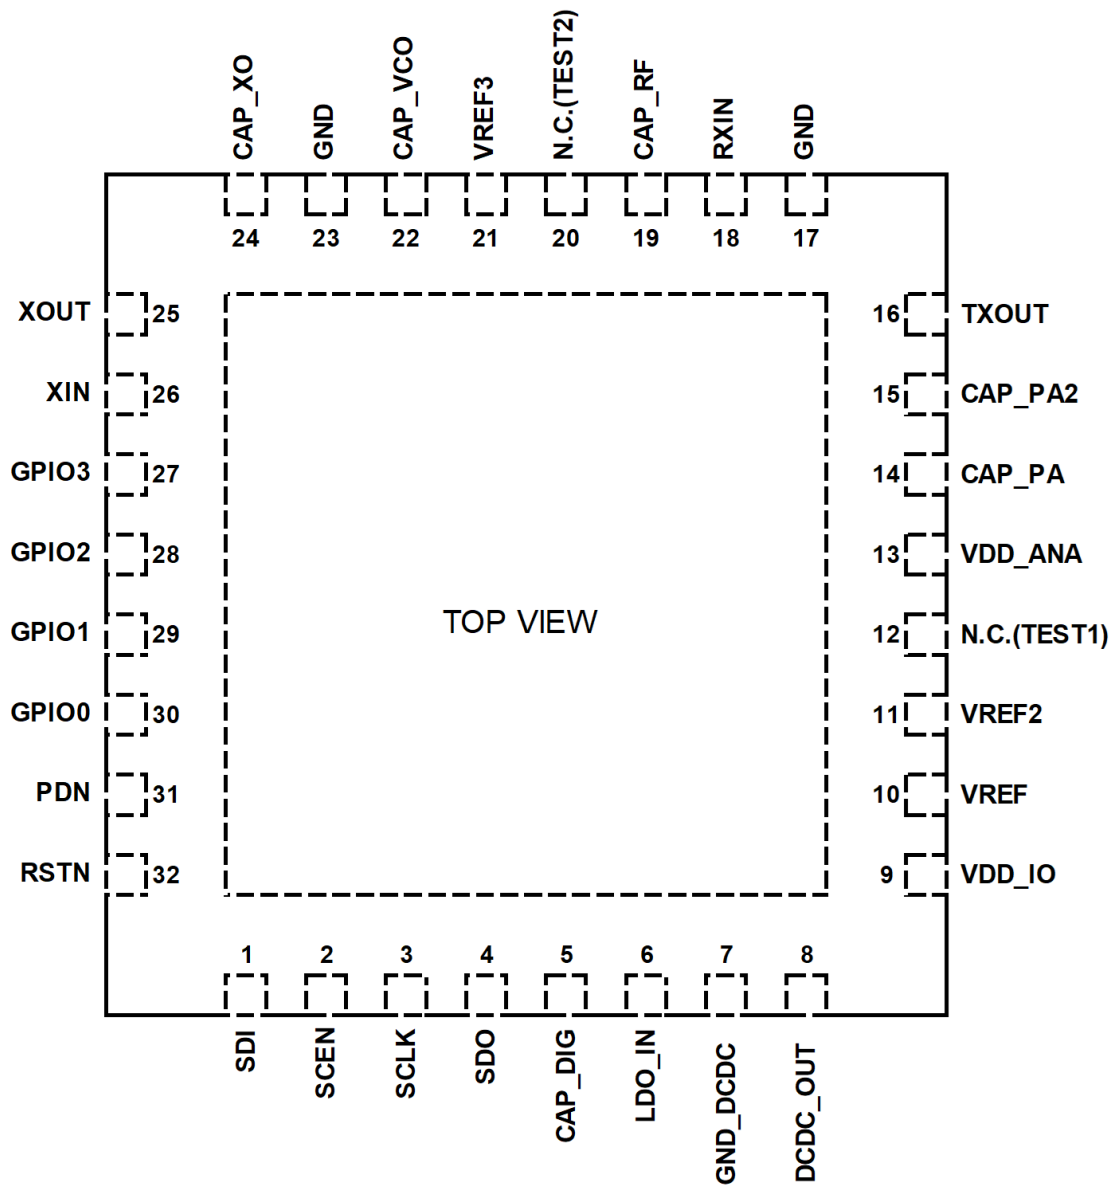 CAP_XO
GND
CAP_VCO
VREF3
N.C.(TEST2)
CAP_RF
RXIN
GND
24
23
22
21
20
19
18
17
XOUT 25
XIN 26
GPIO3 27
GPIO2 28
GPIO1 29
GPIO0 30
PDN 31
RSTN 32
TOP VIEW
16 TXOUT
15 CAP_PA2
14 CAP_PA
13 VDD_ANA
12 N.C.(TEST1)
11 VREF2
10 VREF
9 VDD_IO
1
2
3
4
5
6
7
8
SDI
SCEN
SCLK
SDO
CAP_DIG
LDO_IN
GND_DCDC
DCDC_OUT